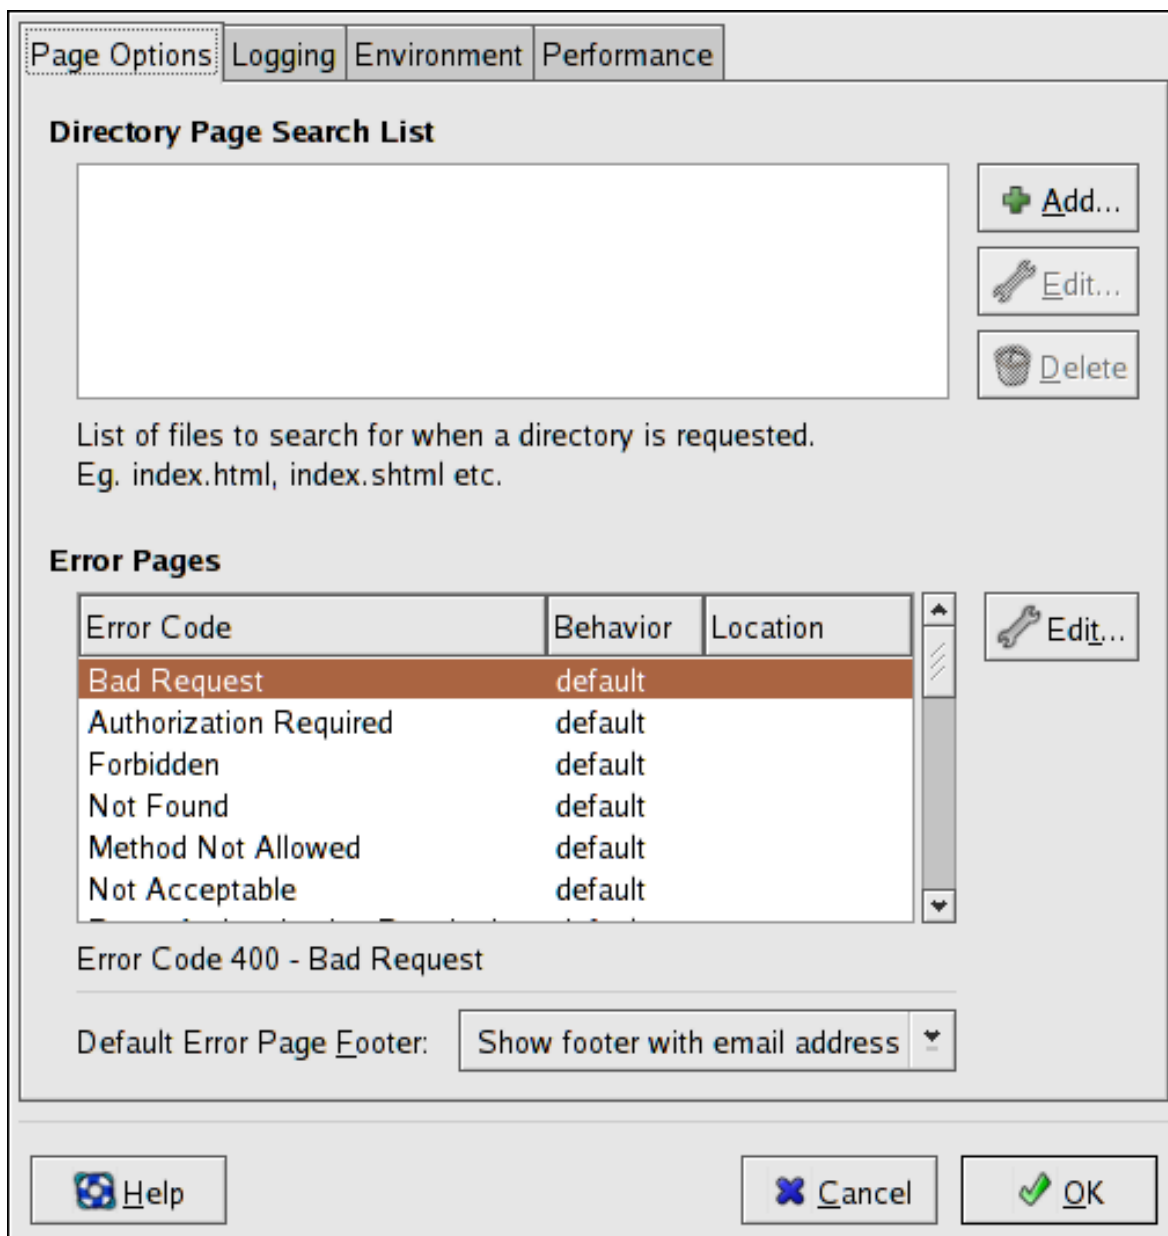 Page Options Logging Environment Performance
Directory Page Search List
Add...
Edit...
Delete
List of files to search for when a directory is requested.
Eg. index.html, index.shtml etc.
Error Pages
Error Code Behavior Location
Edit...
Bad Request default
Authorization Required default
Forbidden default
Not Found default
Method Not Allowed default
Not Acceptable default
Error Code 400 - Bad Request
Default Error Page Footer: Show footer with email address
Help Cancel OK